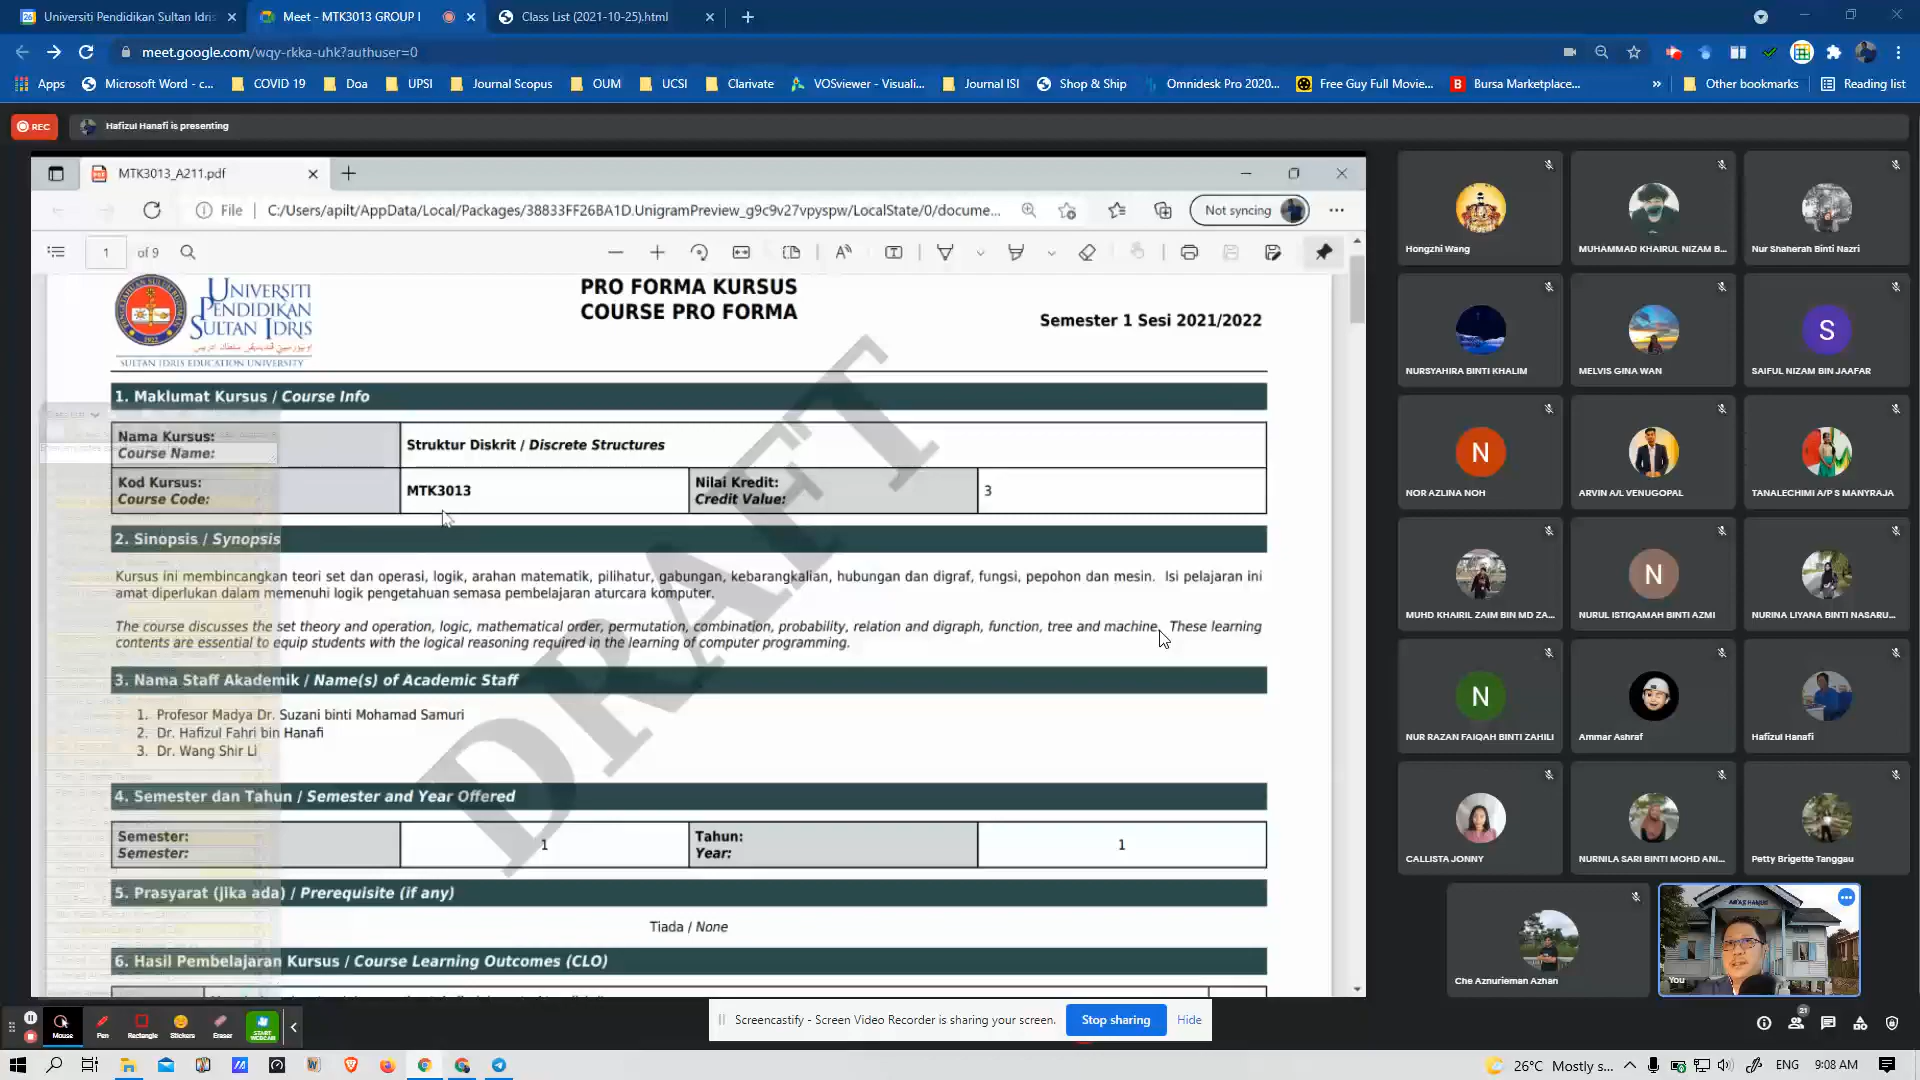 Universiti Pendidikan Sultan Idris
Meet - MTK3013 GROUP I
Class List (2021-10-25).html
meet.google.com/wqy-rkka-uhk?authuser=0
Apps
Microsoft Word - c...
COVID 19
Doa
UPSI
Journal Scopus
OUM
UCSI
Clarivate
VOSviewer - Visuali...
Journal ISI
Shop & Ship
Omnidesk Pro 2020...
Free Guy Full Movie...
Bursa Marketplace...
Other bookmarks
Reading list
REC
Hafizul Hanafi is presenting
MTK3013_A211.pdf
File
C:/Users/apilt/AppData/Local/Packages/38833FF26BA1D.UnigramPreview_g9c9v27vpyspw/LocalState/0/docume...
Not syncing
1 of 9
UNIVERSITI
PENDIDIKAN
SULTAN IDRIS
اونيۏرسيتي ڤنديديقن سلطان ادريس
SULTAN IDRIS EDUCATION UNIVERSITY
PRO FORMA KURSUS
COURSE PRO FORMA
Semester 1 Sesi 2021/2022
DRAFT
1. Maklumat Kursus / Course Info
Nama Kursus:
Course Name:
Struktur Diskrit / Discrete Structures
Kod Kursus:
Course Code:
MTK3013
Nilai Kredit:
Credit Value:
3
2. Sinopsis / Synopsis
Kursus ini membincangkan teori set dan operasi, logik, arahan matematik, pilihatur, gabungan, kebarangkalian, hubungan dan digraf, fungsi, pepohon dan mesin. Isi pelajaran ini
amat diperlukan dalam memenuhi logik pengetahuan semasa pembelajaran aturcara komputer.
The course discusses the set theory and operation, logic, mathematical order, permutation, combination, probability, relation and digraph, function, tree and machine. These learning
contents are essential to equip students with the logical reasoning required in the learning of computer programming.
3. Nama Staff Akademik / Name(s) of Academic Staff
1. Profesor Madya Dr. Suzani binti Mohamad Samuri
2. Dr. Hafizul Fahri bin Hanafi
3. Dr. Wang Shir Li
4. Semester dan Tahun / Semester and Year Offered
Semester:
Semester:
1
Tahun:
Year:
1
5. Prasyarat (jika ada) / Prerequisite (if any)
Tiada / None
6. Hasil Pembelajaran Kursus / Course Learning Outcomes (CLO)
Hongzhi Wang
MUHAMMAD KHAIRUL NIZAM B...
Nur Shaherah Binti Nazri
NURSYAHIRA BINTI KHALIM
MELVIS GINA WAN
S
SAIFUL NIZAM BIN JAAFAR
N
NOR AZLINA NOH
ARVIN A/L VENUGOPAL
TANALECHIMI A/P S MANYRAJA
MUHD KHAIRIL ZAIM BIN MD ZA...
N
NURUL ISTIQAMAH BINTI AZMI
NURINA LIYANA BINTI NASARU...
N
NUR RAZAN FAIQAH BINTI ZAHILI
Ammar Ashraf
Hafizul Hanafi
CALLISTA JONNY
NURNILA SARI BINTI MOHD ANI...
Petty Brigette Tanggau
Che Aznurieman Azhan
You
21
Mouse
Pen
Rectangle
Stickers
Eraser
START WEBCAM
Screencastify - Screen Video Recorder is sharing your screen.
Stop sharing
Hide
26°C Mostly s...
ENG
9:08 AM